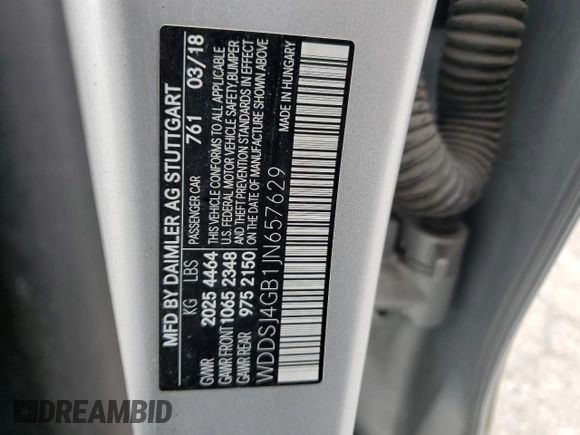 MFD BY DAIMLER AG STUTTGART
KG LBS PASSENGER CAR 761 03/18
GVWR 2025 4464 THIS VEHICLE CONFORMS TO ALL APPLICABLE
GAWR FRONT 1065 2348 U.S. FEDERAL MOTOR VEHICLE SAFETY, BUMPER
GAWR REAR 975 2150 AND THEFT PREVENTION STANDARDS IN EFFECT
ON THE DATE OF MANUFACTURE SHOWN ABOVE
WDDSJ4GB1JN657629 MADE IN HUNGARY
DREAMBID